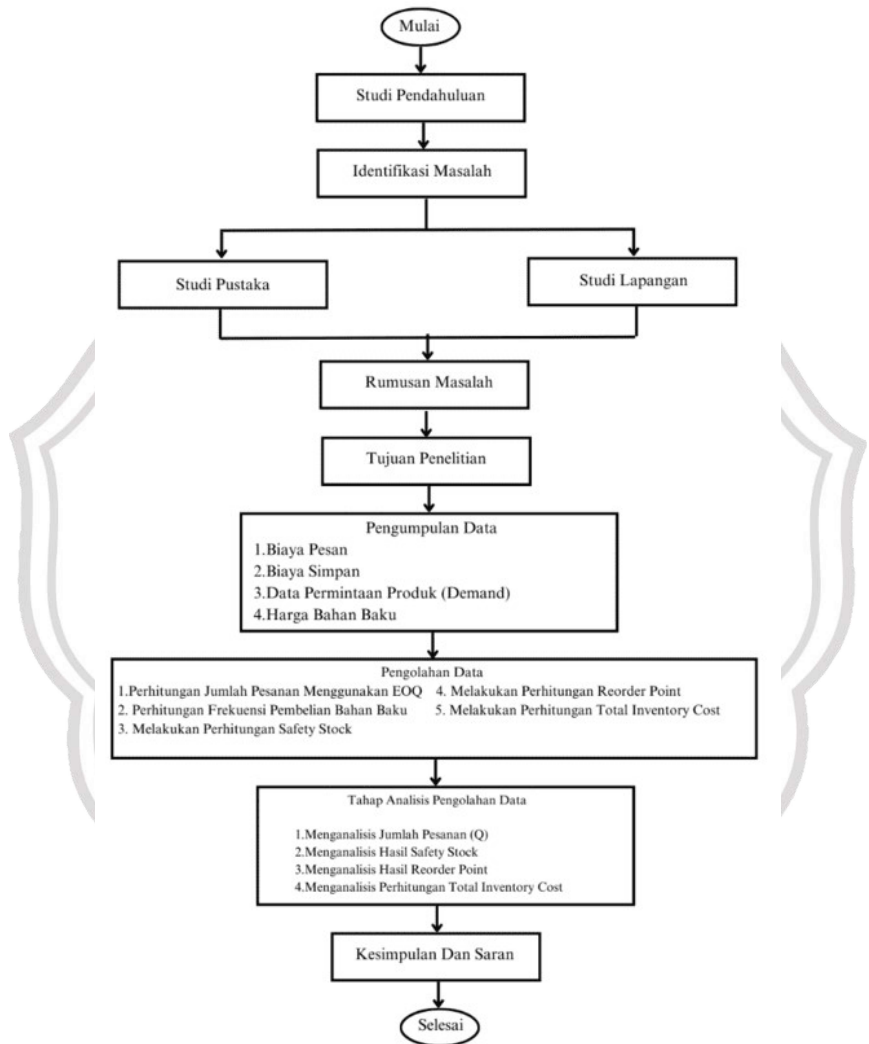 Mulai
Studi Pendahuluan
Identifikasi Masalah
Studi Pustaka
Studi Lapangan
Rumusan Masalah
Tujuan Penelitian
Pengumpulan Data
1.Biaya Pesan
2.Biaya Simpan
3.Data Permintaan Produk (Demand)
4.Harga Bahan Baku
Pengolahan Data
1.Perhitungan Jumlah Pesanan Menggunakan EOQ
2. Perhitungan Frekuensi Pembelian Bahan Baku
3. Melakukan Perhitungan Safety Stock
4. Melakukan Perhitungan Reorder Point
5. Melakukan Perhitungan Total Inventory Cost
Tahap Analisis Pengolahan Data
1.Menganalisis Jumlah Pesanan (Q)
2.Menganalisis Hasil Safety Stock
3.Menganalisis Hasil Reorder Point
4.Menganalisis Perhitungan Total Inventory Cost
Kesimpulan Dan Saran
Selesai